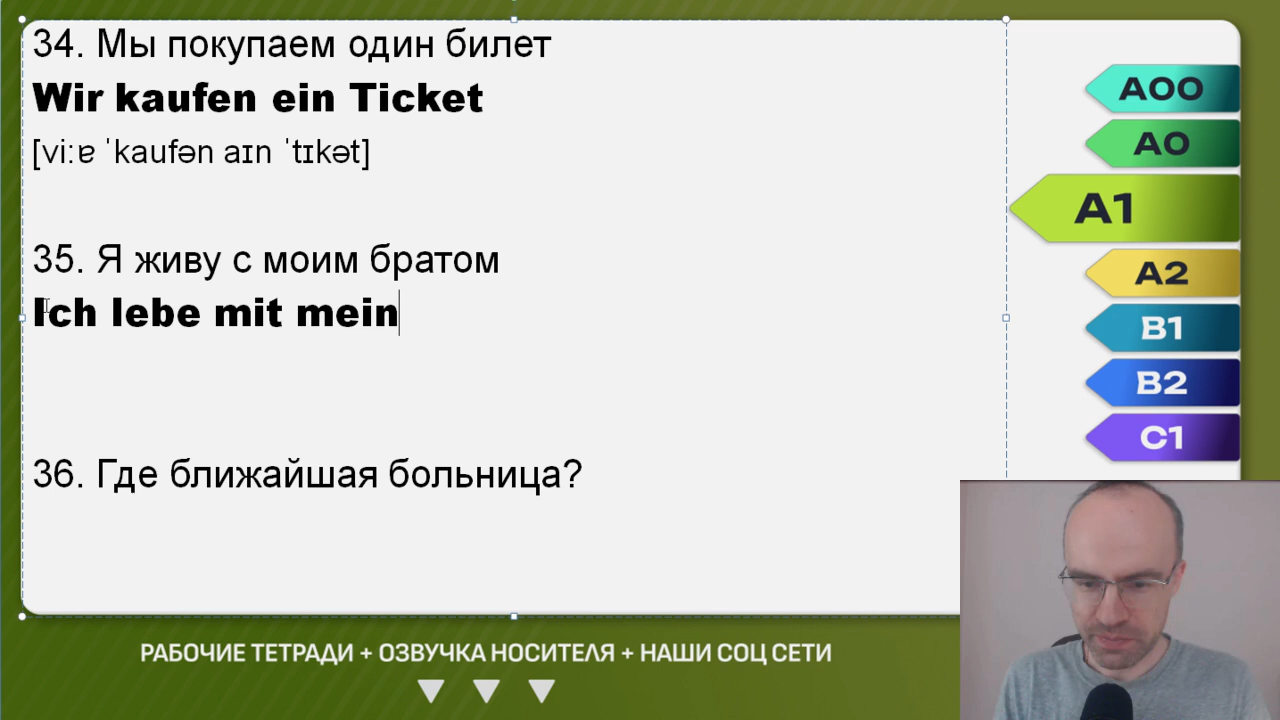 34. Мы покупаем один билет
Wir kaufen ein Ticket
[viːɐ ˈkaufən aɪn ˈtɪkət]
35. Я живу с моим братом
Ich lebe mit mein
36. Где ближайшая больница?
A00
A0
A1
A2
B1
B2
C1
РАБОЧИЕ ТЕТРАДИ + ОЗВУЧКА НОСИТЕЛЯ + НАШИ СОЦ СЕТИ